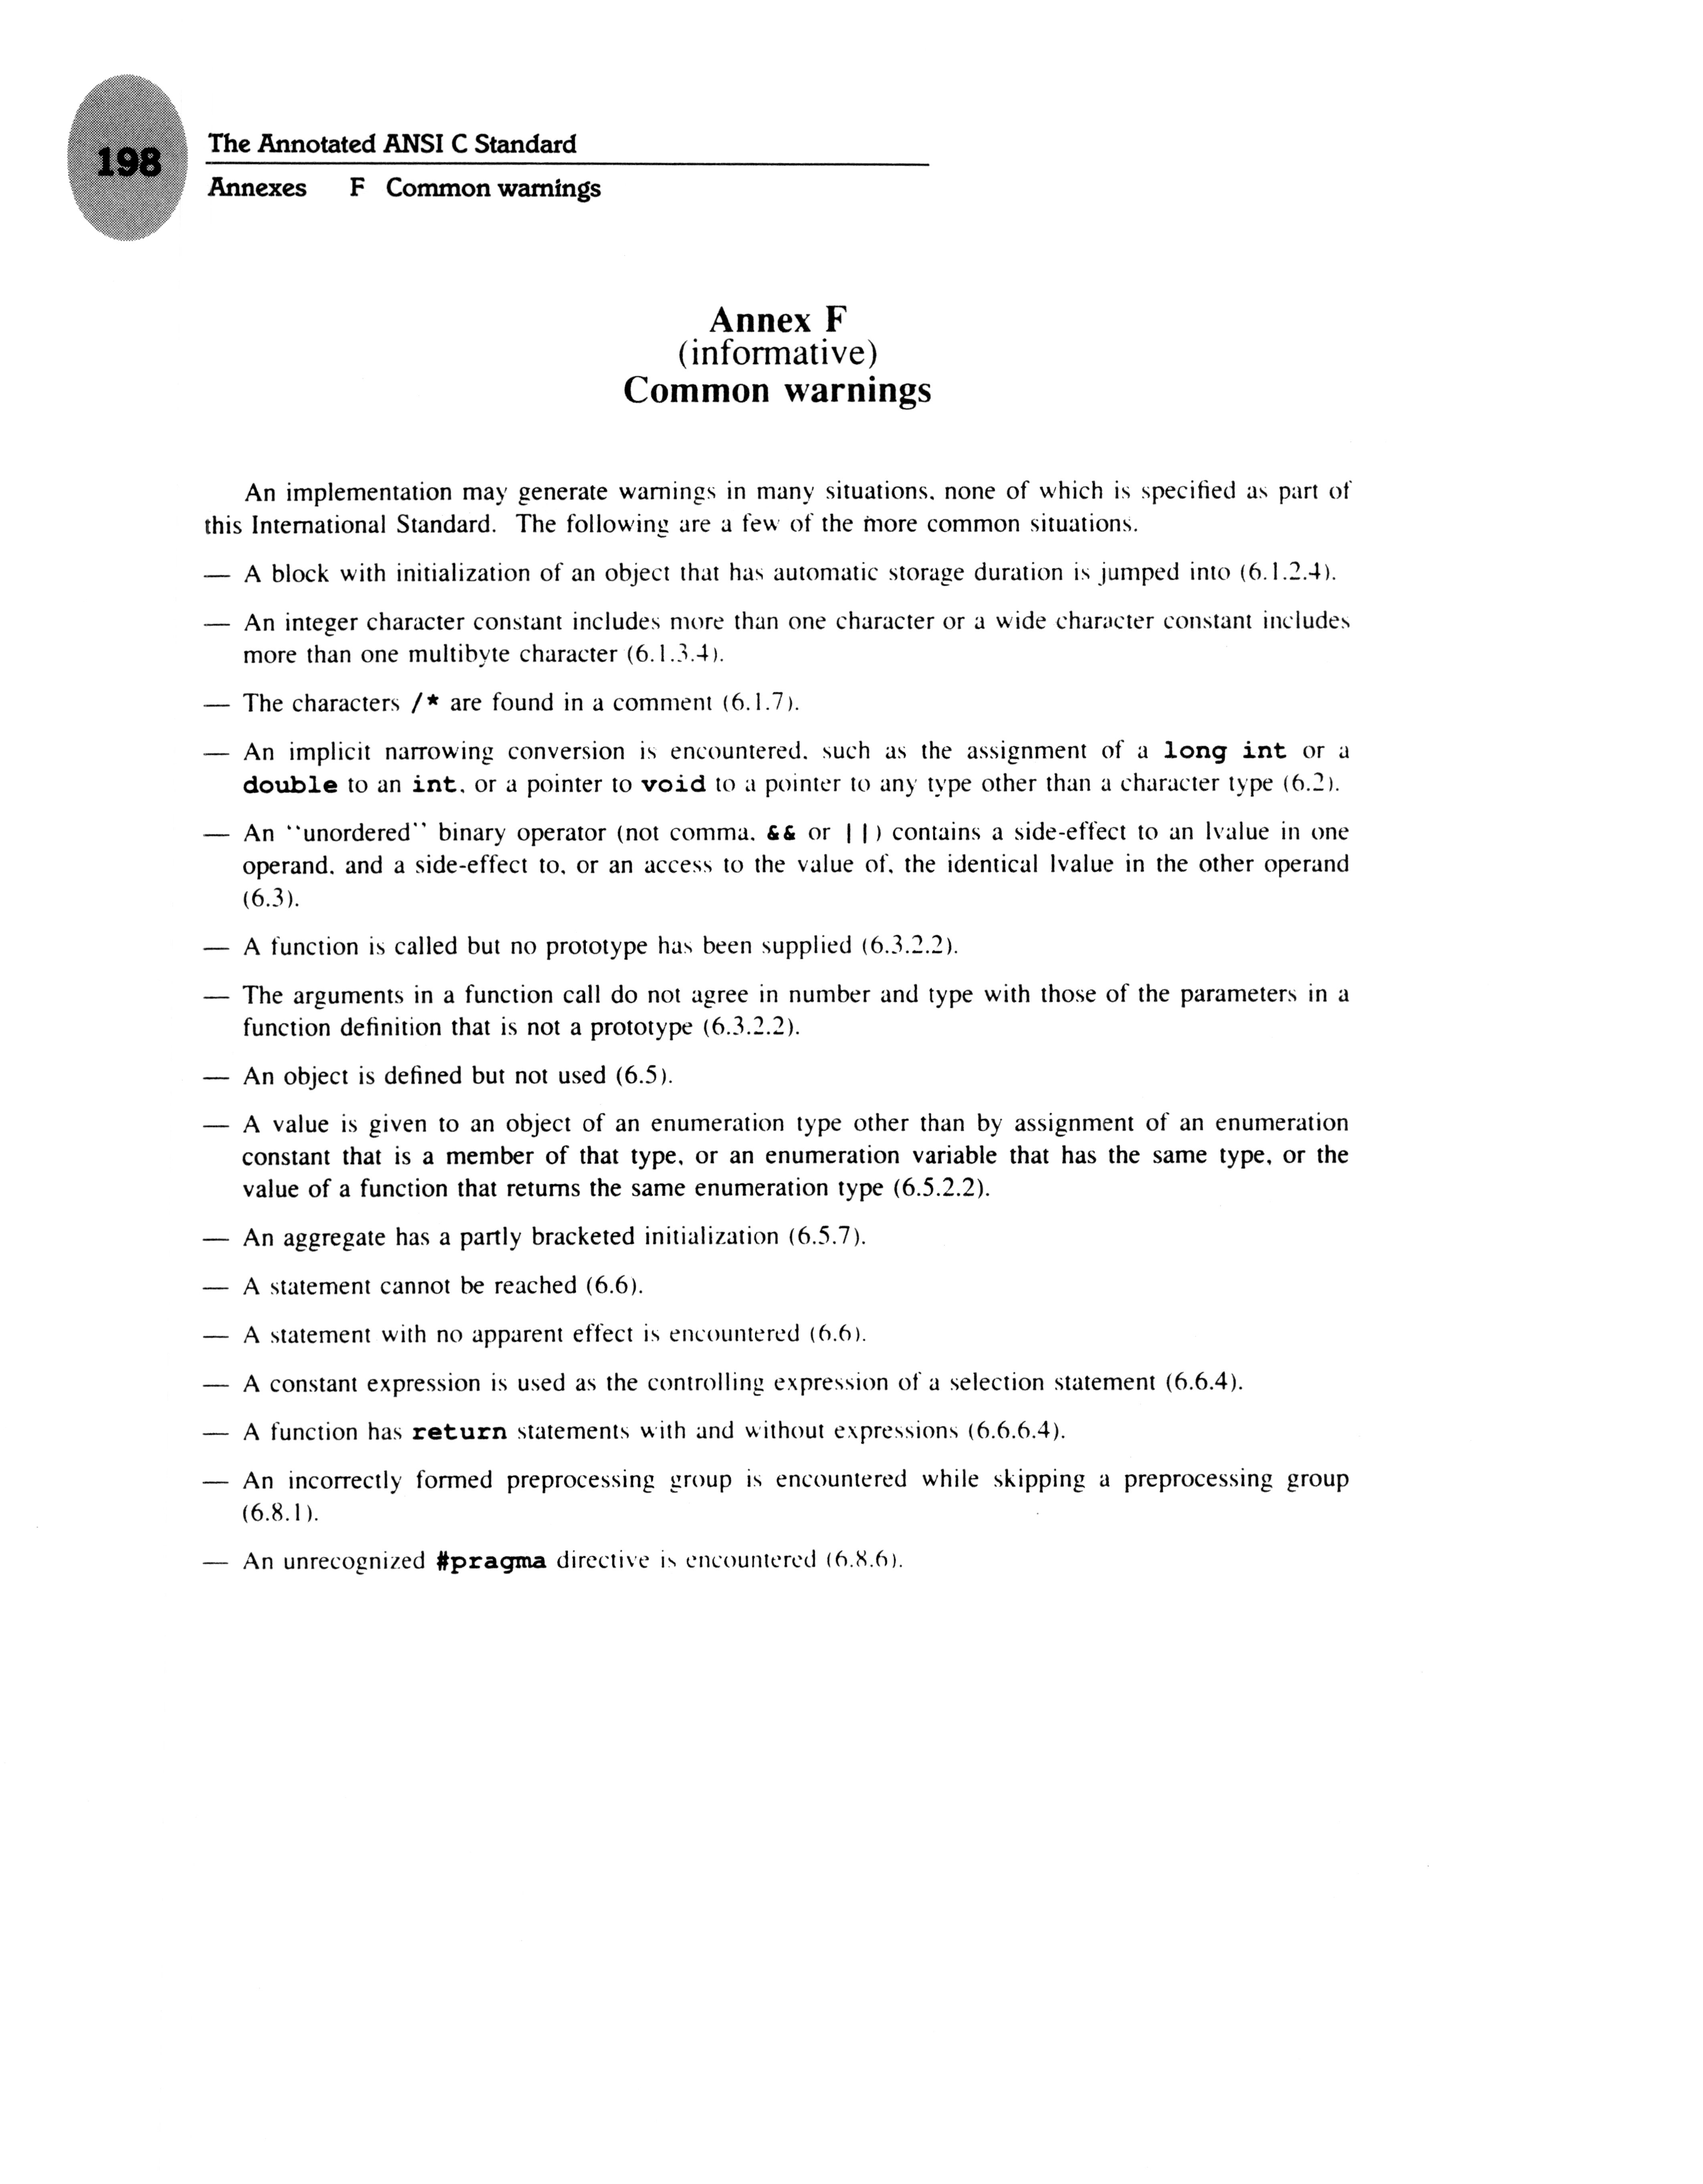 198
The Annotated ANSI C Standard
Annexes F Common warnings
Annex F
(informative)
Common warnings
An implementation may generate warnings in many situations, none of which is specified as part of
this International Standard. The following are a few of the more common situations.
— A block with initialization of an object that has automatic storage duration is jumped into (6.1.2.4).
— An integer character constant includes more than one character or a wide character constant includes
more than one multibyte character (6.1.3.4).
— The characters /* are found in a comment (6.1.7).
— An implicit narrowing conversion is encountered, such as the assignment of a long int or a
double to an int, or a pointer to void to a pointer to any type other than a character type (6.2).
— An ``unordered'' binary operator (not comma, && or ||) contains a side-effect to an lvalue in one
operand, and a side-effect to, or an access to the value of, the identical lvalue in the other operand
(6.3).
— A function is called but no prototype has been supplied (6.3.2.2).
— The arguments in a function call do not agree in number and type with those of the parameters in a
function definition that is not a prototype (6.3.2.2).
— An object is defined but not used (6.5).
— A value is given to an object of an enumeration type other than by assignment of an enumeration
constant that is a member of that type, or an enumeration variable that has the same type, or the
value of a function that returns the same enumeration type (6.5.2.2).
— An aggregate has a partly bracketed initialization (6.5.7).
— A statement cannot be reached (6.6).
— A statement with no apparent effect is encountered (6.6).
— A constant expression is used as the controlling expression of a selection statement (6.6.4).
— A function has return statements with and without expressions (6.6.6.4).
— An incorrectly formed preprocessing group is encountered while skipping a preprocessing group
(6.8.1).
— An unrecognized #pragma directive is encountered (6.8.6).